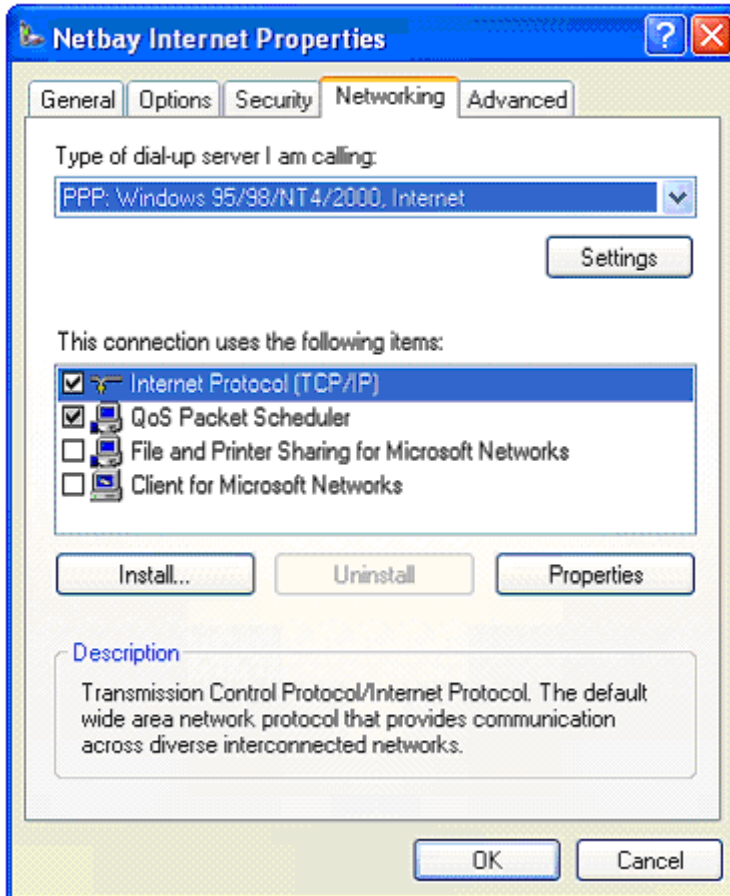 Netbay Internet Properties
General Options Security Networking Advanced
Type of dial-up server I am calling:
PPP: Windows 95/98/NT4/2000, Internet
Settings
This connection uses the following items:
Internet Protocol (TCP/IP)
QoS Packet Scheduler
File and Printer Sharing for Microsoft Networks
Client for Microsoft Networks
Install... Uninstall Properties
Description
Transmission Control Protocol/Internet Protocol. The default
wide area network protocol that provides communication
across diverse interconnected networks.
OK Cancel